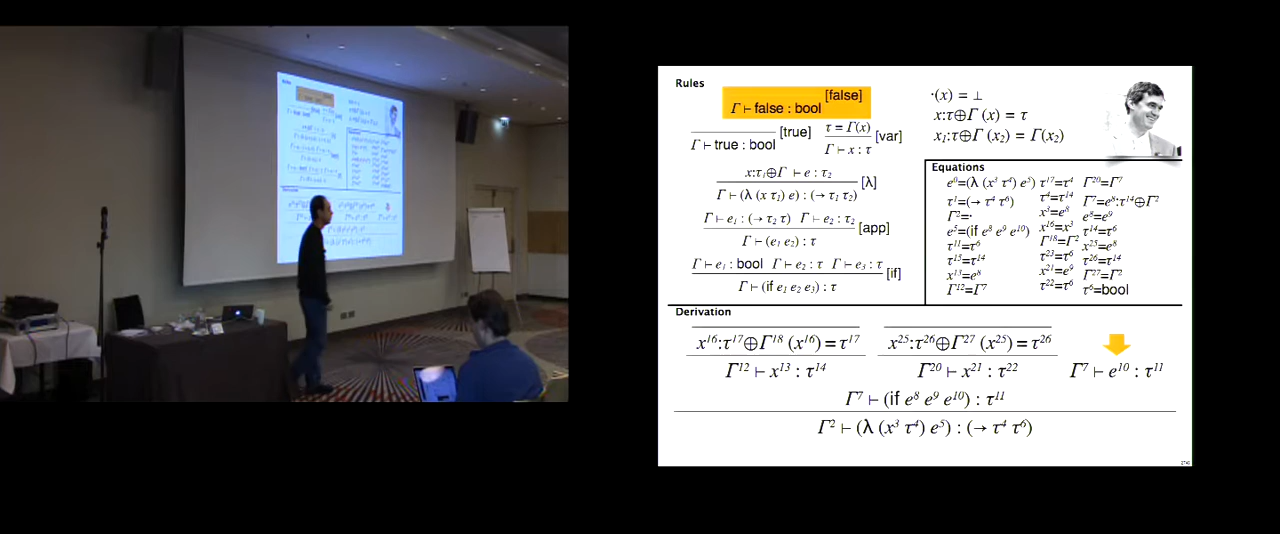 Rules
[false]
Γ ⊢ false : bool
[true]
Γ ⊢ true : bool
τ = Γ(x)
[var]
Γ ⊢ x : τ
x:τ₁⊕Γ ⊢ e : τ₂
[λ]
Γ ⊢ (λ (x τ₁) e) : (→ τ₁ τ₂)
Γ ⊢ e₁ : (→ τ₂ τ) Γ ⊢ e₂ : τ₂
[app]
Γ ⊢ (e₁ e₂) : τ
Γ ⊢ e₁ : bool Γ ⊢ e₂ : τ Γ ⊢ e₃ : τ
[if]
Γ ⊢ (if e₁ e₂ e₃) : τ
·(x) = ⊥
x:τ⊕Γ (x) = τ
x₁:τ⊕Γ (x₂) = Γ(x₂)
Equations
e⁰=(λ (x³ τ⁴) e⁵)
τ¹=(→ τ⁴ τ⁶)
Γ²=·
e⁵=(if e⁸ e⁹ e¹⁰)
τ¹¹=τ⁶
τ¹⁵=τ¹⁴
x¹³=e⁸
Γ¹²=Γ⁷
τ¹⁷=τ⁴
τ⁴=τ¹⁴
x³=e⁸
x¹⁶=x³
Γ¹⁸=Γ²
τ²³=τ⁶
x²¹=e⁹
τ²²=τ⁶
Γ²⁰=Γ⁷
Γ⁷=e⁸:τ¹⁴⊕Γ²
e⁸=e⁹
τ¹⁴=τ⁶
x²⁵=e⁸
τ²⁶=τ¹⁴
Γ²⁷=Γ²
τ⁶=bool
Derivation
x¹⁶:τ¹⁷⊕Γ¹⁸ (x¹⁶) = τ¹⁷ x²⁵:τ²⁶⊕Γ²⁷ (x²⁵) = τ²⁶
Γ¹² ⊢ x¹³ : τ¹⁴ Γ²⁰ ⊢ x²¹ : τ²² Γ⁷ ⊢ e¹⁰ : τ¹¹
Γ⁷ ⊢ (if e⁸ e⁹ e¹⁰) : τ¹¹
Γ² ⊢ (λ (x³ τ⁴) e⁵) : (→ τ⁴ τ⁶)